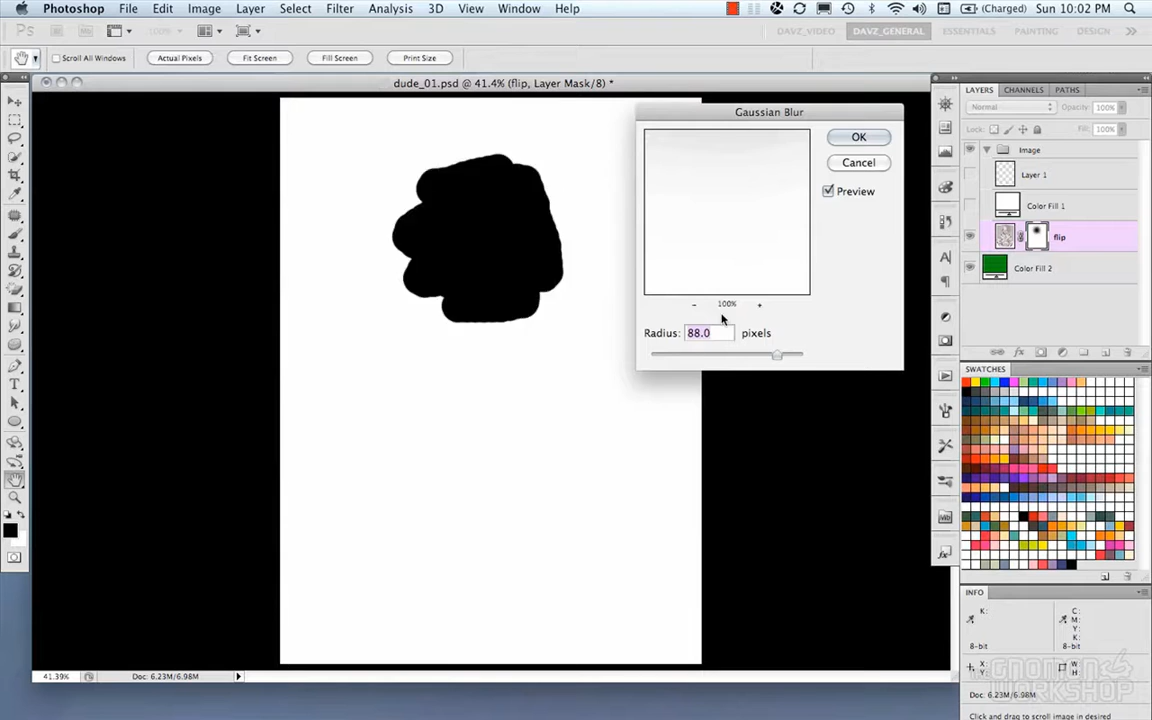 Photoshop File Edit Image Layer Select Filter Analysis 3D View Window Help (Charged) Sun 10:02 PM
Ps Br Mb 100% DAVZ_VIDEO DAVZ_GENERAL ESSENTIALS PAINTING DESIGN
Scroll All Windows Actual Pixels Fit Screen Fill Screen Print Size
dude_01.psd @ 41.4% (flip, Layer Mask/8) *
LAYERS CHANNELS PATHS
Normal Opacity: 100%
Lock: Fill: 100%
Gaussian Blur
OK
Cancel
Preview
100%
Radius: 88.0 pixels
Image
Layer 1
Color Fill 1
flip
Color Fill 2
SWATCHES
INFO
K: C:
M:
Y:
K:
8-bit 8-bit
X: W
Y: H
Doc: 6.23M/6.98M
Click and drag to scroll image in desired
41.39% Doc: 6.23M/6.98M
GNOMON
WORKSHOP